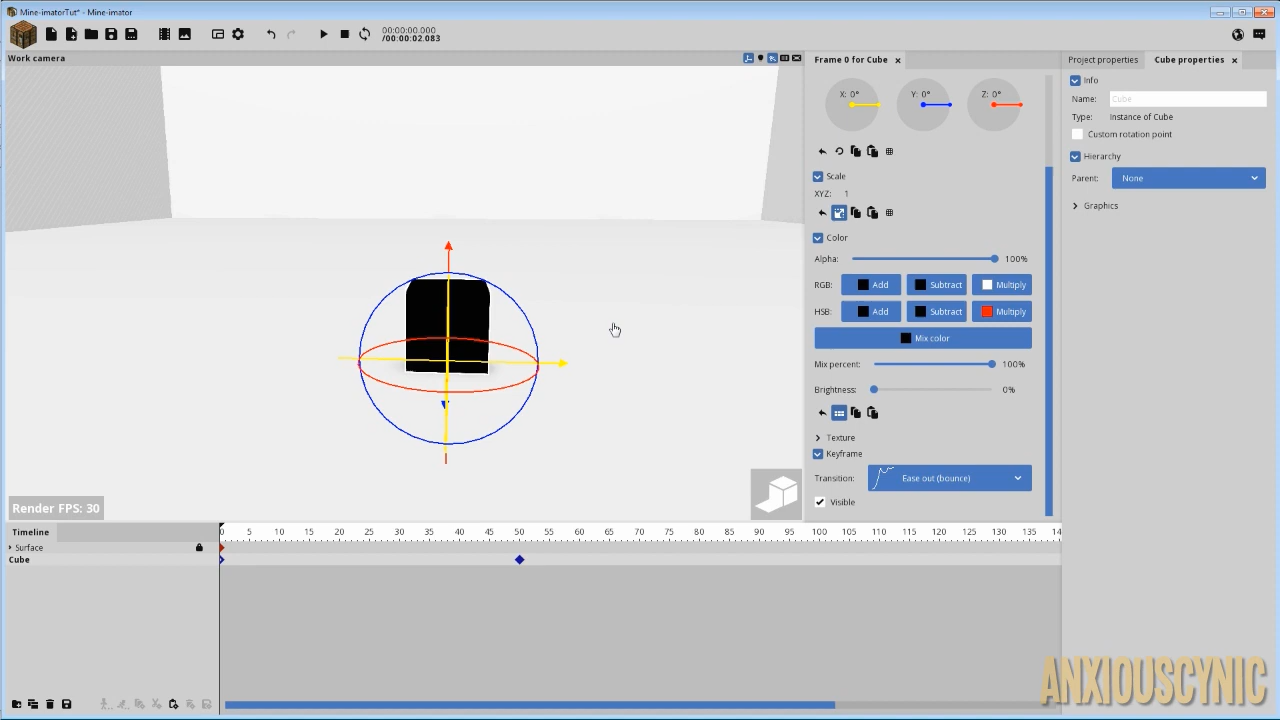 Mine-imatorTut* - Mine-imator
00:00:00.000
/00:00:02.083
Work camera
Render FPS: 30
Frame 0 for Cube
X: 0°
Y: 0°
Z: 0°
Scale
XYZ: 1
Color
Alpha: 100%
RGB: Add Subtract Multiply
HSB: Add Subtract Multiply
Mix color
Mix percent: 100%
Brightness: 0%
Texture
Keyframe
Transition: Ease out (bounce)
Visible
Project properties
Cube properties
Info
Name: Cube
Type: Instance of Cube
Custom rotation point
Hierarchy
Parent: None
Graphics
Timeline
0 5 10 15 20 25 30 35 40 45 50 55 60 65 70 75 80 85 90 95 100 105 110 115 120 125 130 135 14
Surface
Cube
ANXIOUSCYNIC